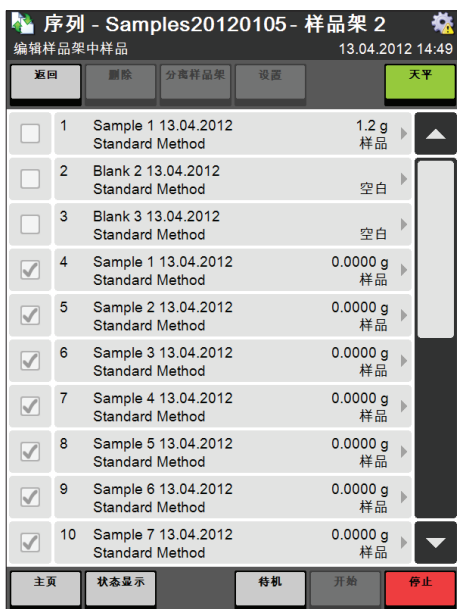 序列 - Samples20120105- 样品架 2
编辑样品架中样品 13.04.2012 14:49
返回 删除 分离样品架 设置 天平
1 Sample 1 13.04.2012 1.2 g
Standard Method 样品
2 Blank 2 13.04.2012
Standard Method 空白
3 Blank 3 13.04.2012
Standard Method 空白
4 Sample 1 13.04.2012 0.0000 g
Standard Method 样品
5 Sample 2 13.04.2012 0.0000 g
Standard Method 样品
6 Sample 3 13.04.2012 0.0000 g
Standard Method 样品
7 Sample 4 13.04.2012 0.0000 g
Standard Method 样品
8 Sample 5 13.04.2012 0.0000 g
Standard Method 样品
9 Sample 6 13.04.2012 0.0000 g
Standard Method 样品
10 Sample 7 13.04.2012 0.0000 g
Standard Method 样品
主页 状态显示 待机 开始 停止